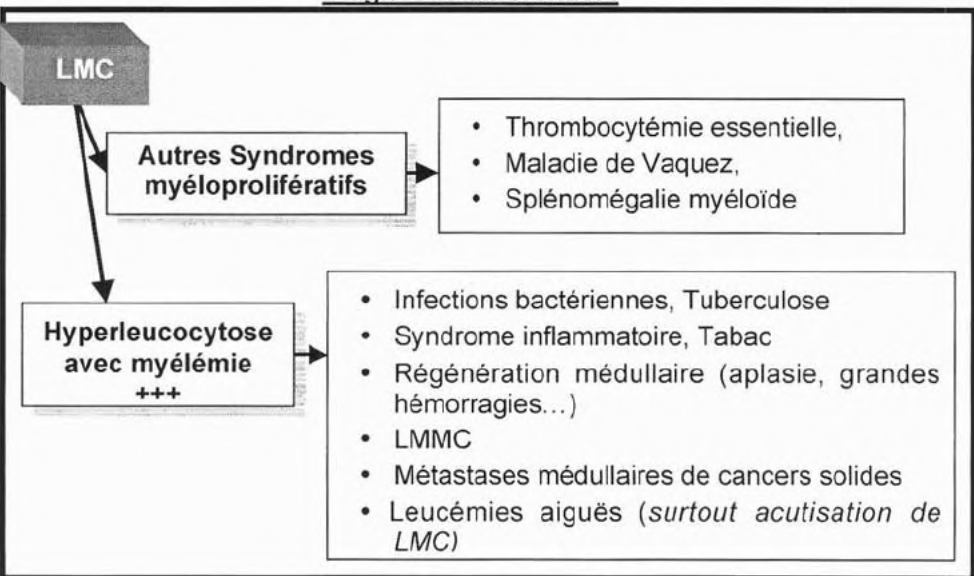 LMC
Autres Syndromes
myéloprolifératifs
• Thrombocytémie essentielle,
• Maladie de Vaquez,
• Splénomégalie myéloïde
Hyperleucocytose
avec myélémie
+++
• Infections bactériennes, Tuberculose
• Syndrome inflammatoire, Tabac
• Régénération médullaire (aplasie, grandes
hémorragies...)
• LMMC
• Métastases médullaires de cancers solides
• Leucémies aiguës (surtout acutisation de
LMC)